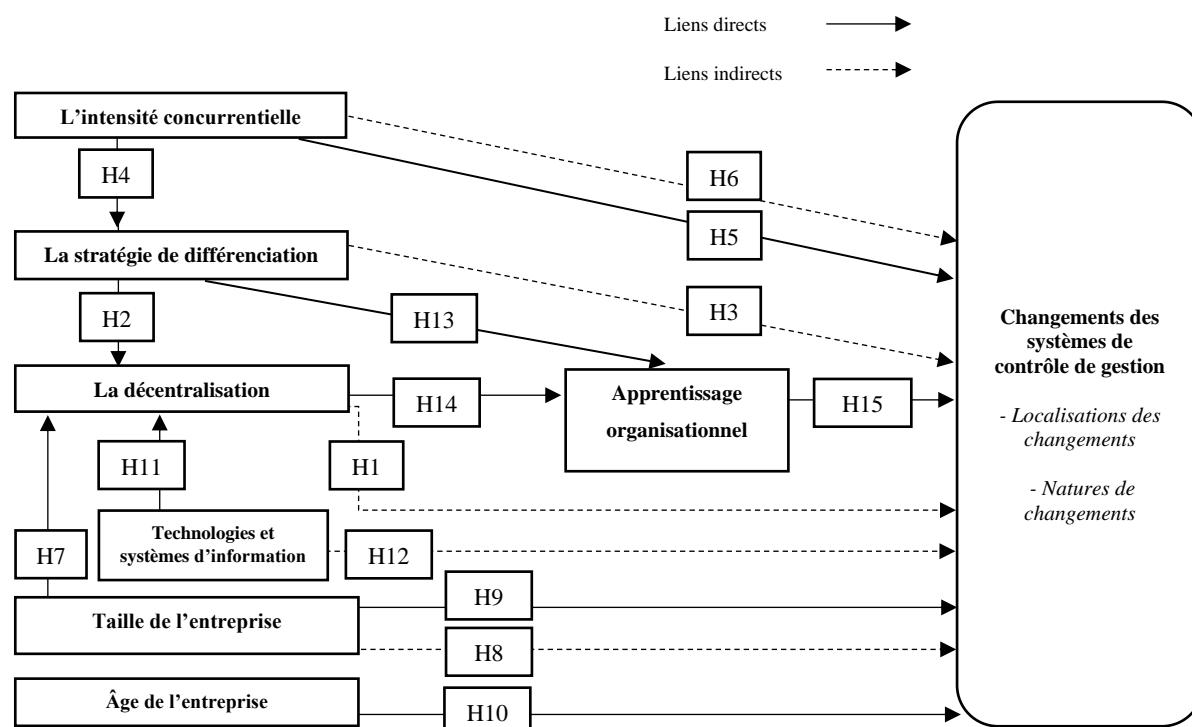 Liens directs
Liens indirects
L’intensité concurrentielle
H4
H6
H5
La stratégie de différenciation
H2
H13
H3
La décentralisation
H14
Apprentissage
organisationnel
H15
Changements des
systèmes de
contrôle de gestion
- Localisations des
changements
- Natures de
changements
H11
H1
Technologies et
systèmes d’information
H12
H7
Taille de l’entreprise
H9
H8
Âge de l’entreprise
H10